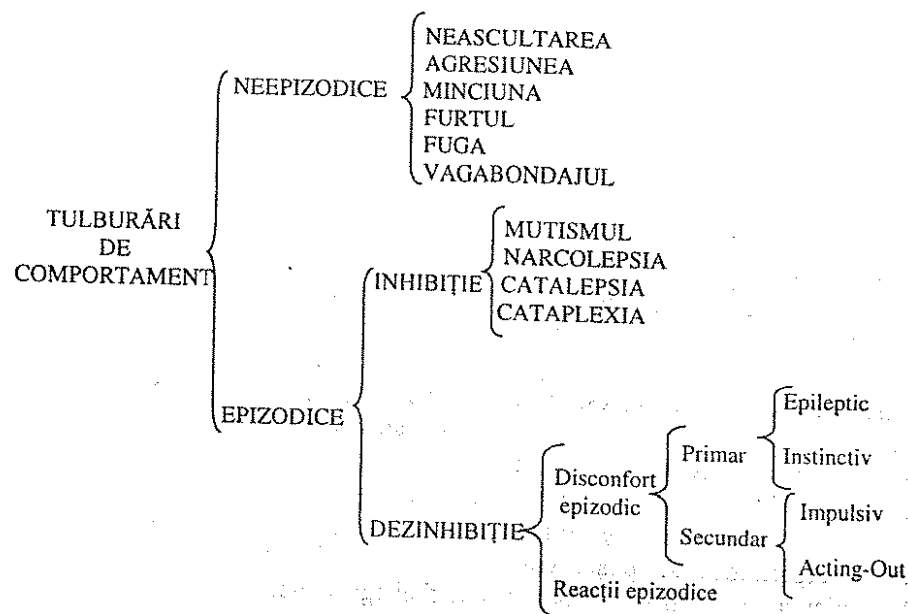 NEASCULTAREA
AGRESIUNEA
NEEPIZODICE
MINCIUNA
FURTUL
FUGA
VAGABONDAJUL
TULBURĂRI
DE
COMPORTAMENT
MUTISMUL
NARCOLEPSIA
INHIBIȚIE
CATALEPSIA
CATAPLEXIA
EPIZODICE
Epileptic
Primar
Instinctiv
Disconfort
epizodic
Impulsiv
DEZINHIBIȚIE
Secundar
Acting-Out
Reacții epizodice